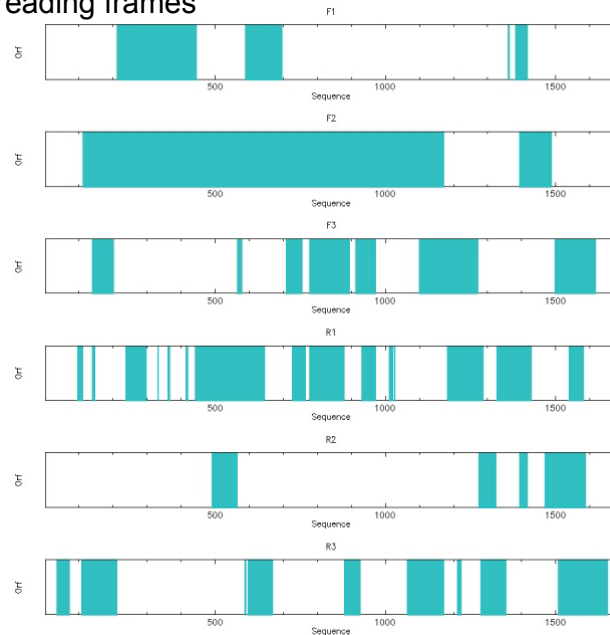 reading frames
F1
Orf
500 1000 1500
Sequence
F2
Orf
500 1000 1500
Sequence
F3
Orf
500 1000 1500
Sequence
R1
Orf
500 1000 1500
Sequence
R2
Orf
500 1000 1500
Sequence
R3
Orf
500 1000 1500
Sequence